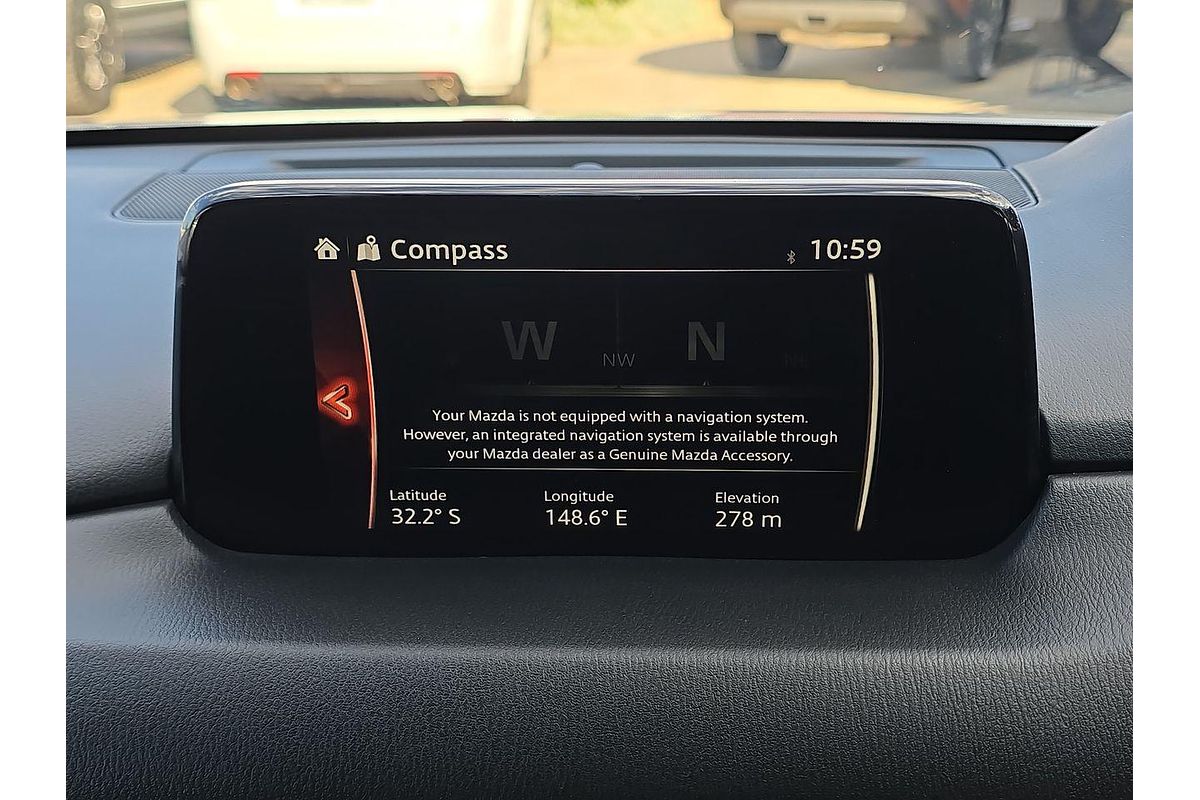 Compass 10:59
W NW N NE
Your Mazda is not equipped with a navigation system.
However, an integrated navigation system is available through
your Mazda dealer as a Genuine Mazda Accessory.
Latitude Longitude Elevation
32.2° S 148.6° E 278 m